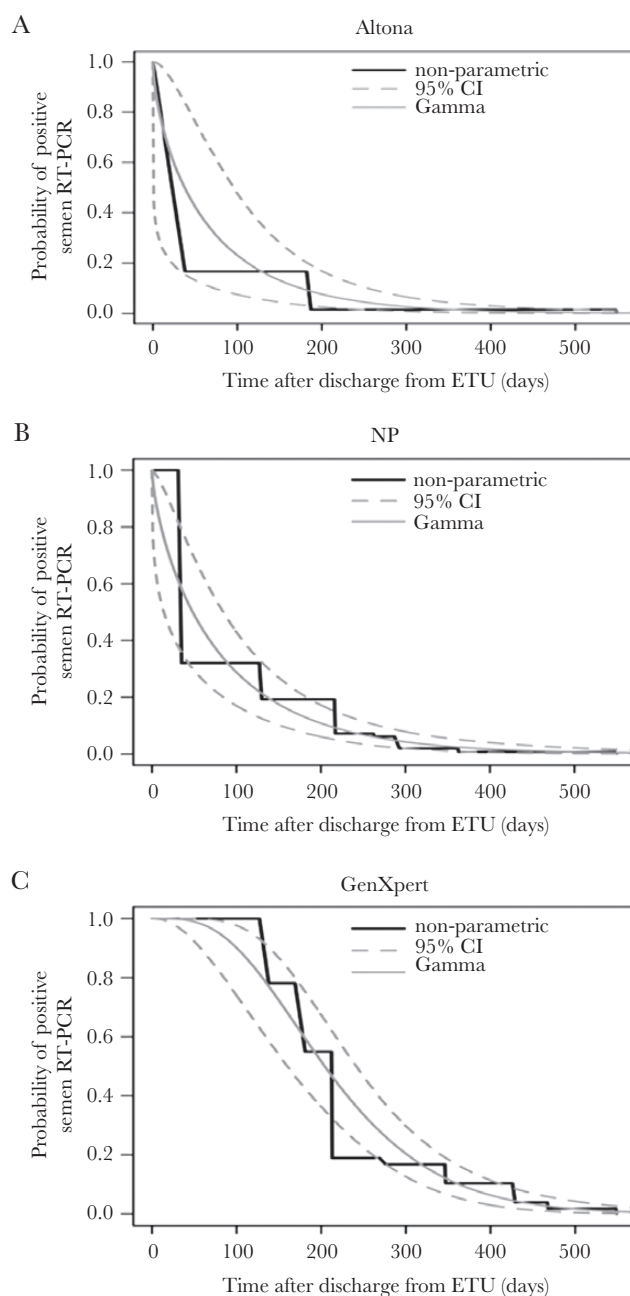 A
Altona
1.0
0.8
0.6
0.4
0.2
0.0
Probability of positive
semen RT-PCR
non-parametric
95% CI
Gamma
0 100 200 300 400 500
Time after discharge from ETU (days)
B
NP
1.0
0.8
0.6
0.4
0.2
0.0
Probability of positive
semen RT-PCR
non-parametric
95% CI
Gamma
0 100 200 300 400 500
Time after discharge from ETU (days)
C
GenXpert
1.0
0.8
0.6
0.4
0.2
0.0
Probability of positive
semen RT-PCR
non-parametric
95% CI
Gamma
0 100 200 300 400 500
Time after discharge from ETU (days)